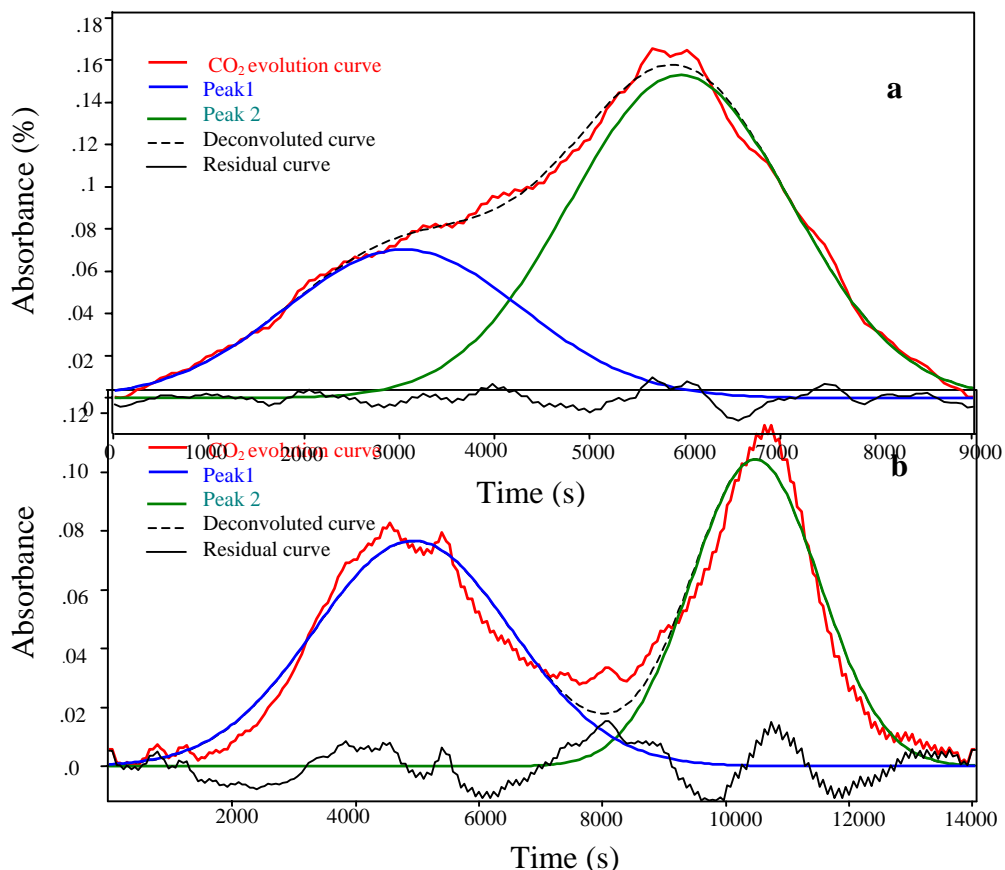 .18
.16
.14
.12
.1
.08
.06
.04
.02
0
Absorbance (%)
CO₂ evolution curve
Peak1
Peak 2
Deconvoluted curve
Residual curve
a
0 1000 2000 3000 4000 5000 6000 7000 8000 9000
Time (s)
.12
.10
.08
.06
.04
.02
.0
Absorbance
CO₂ evolution curve
Peak1
Peak 2
Deconvoluted curve
Residual curve
b
2000 4000 6000 8000 10000 12000 14000
Time (s)